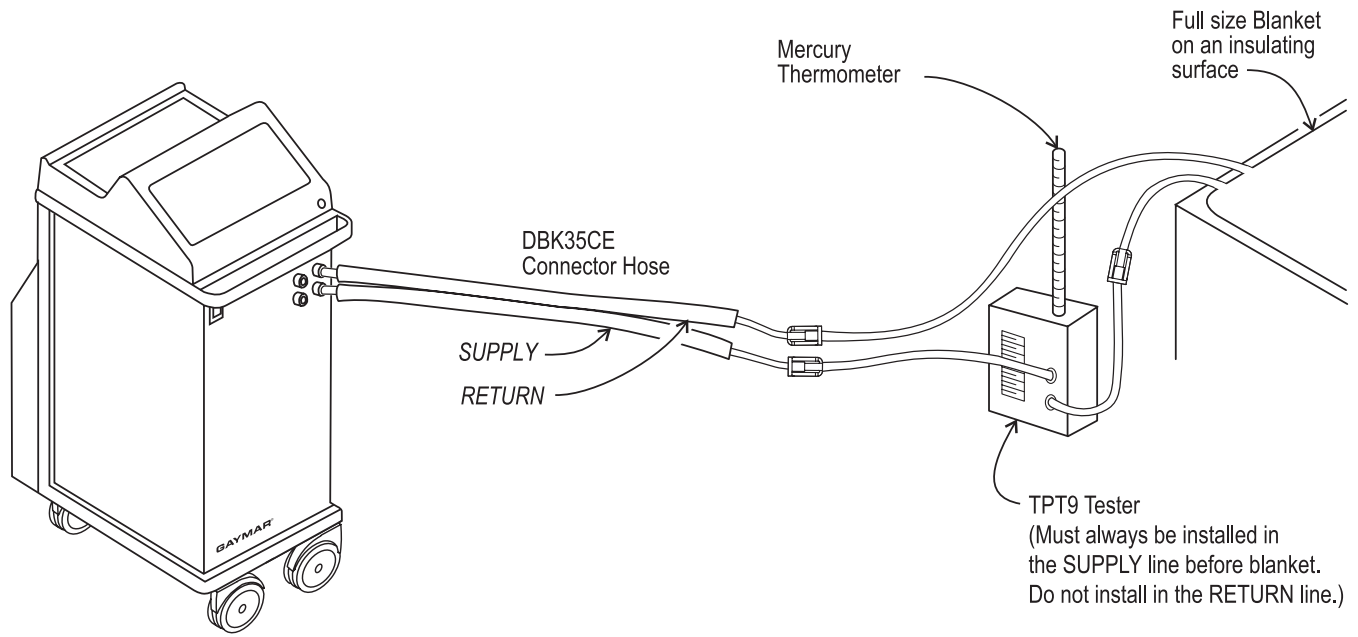 Full size Blanket
on an insulating
surface
Mercury
Thermometer
DBK35CE
Connector Hose
SUPPLY
RETURN
GAYMAR®
TPT9 Tester
(Must always be installed in
the SUPPLY line before blanket.
Do not install in the RETURN line.)